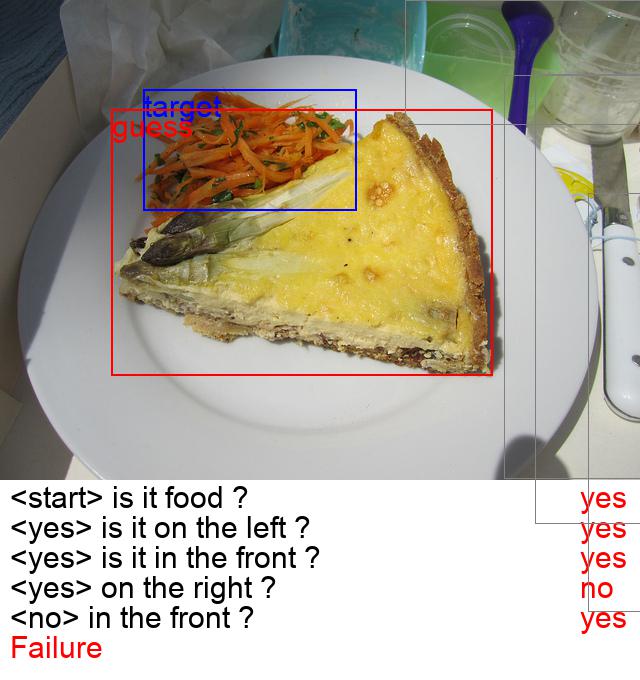 target
guess
<start> is it food ? yes
<yes> is it on the left ? yes
<yes> is it in the front ? yes
<yes> on the right ? no
<no> in the front ? yes
Failure